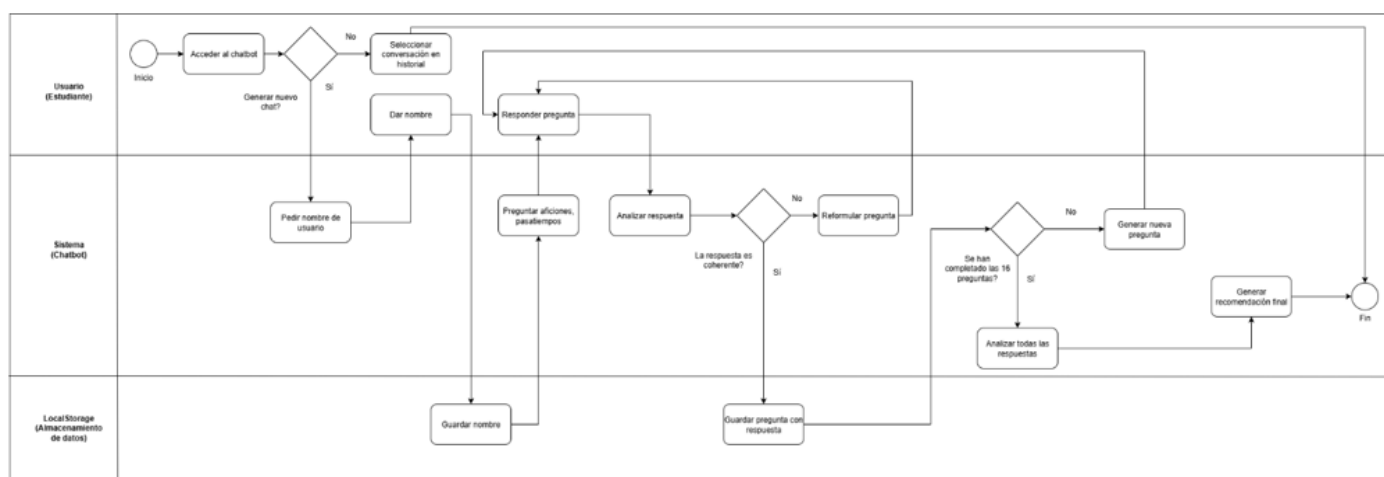 Usuario
(Estudiante)
Inicio
Acceder al chatbot
Generar nuevo
chat?
No
Sí
Seleccionar
conversación en
historial
Dar nombre
Responder pregunta
Sistema
(Chatbot)
Pedir nombre de
usuario
Preguntar aficiones,
pasatiempos
Analizar respuesta
La respuesta es
coherente?
No
Sí
Reformular pregunta
Se han
completado las 16
preguntas?
No
Sí
Generar nueva
pregunta
Analizar todas las
respuestas
Generar
recomendación final
Fin
LocalStorage
(Almacenamiento
de datos)
Guardar nombre
Guardar pregunta con
respuesta